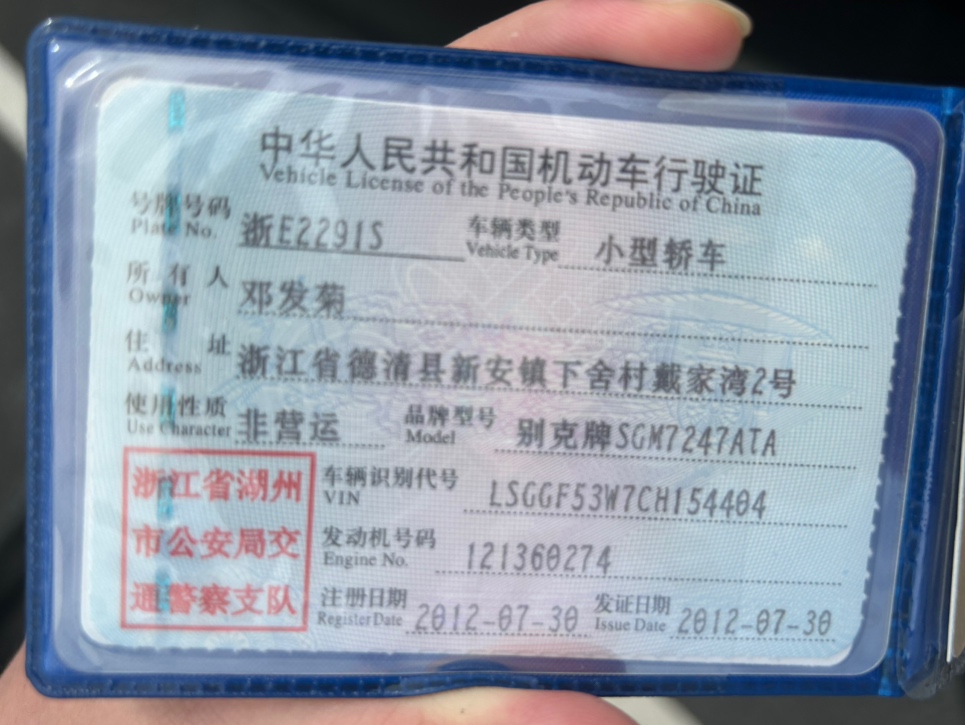 中华人民共和国机动车行驶证
Vehicle License of the People's Republic of China
号牌号码 浙E2291S 车辆类型 小型轿车
Plate No. Vehicle Type
所有人 邓发菊
Owner
住址 浙江省德清县新安镇下舍村戴家湾2号
Address
使用性质 非营运 品牌型号 别克牌SGM7247ATA
Use Character Model
浙江省湖州
市公安局交
通警察支队
车辆识别代号 LSGGF53W7CH154404
VIN
发动机号码 121360274
Engine No.
注册日期 2012-07-30 发证日期 2012-07-30
Register Date Issue Date